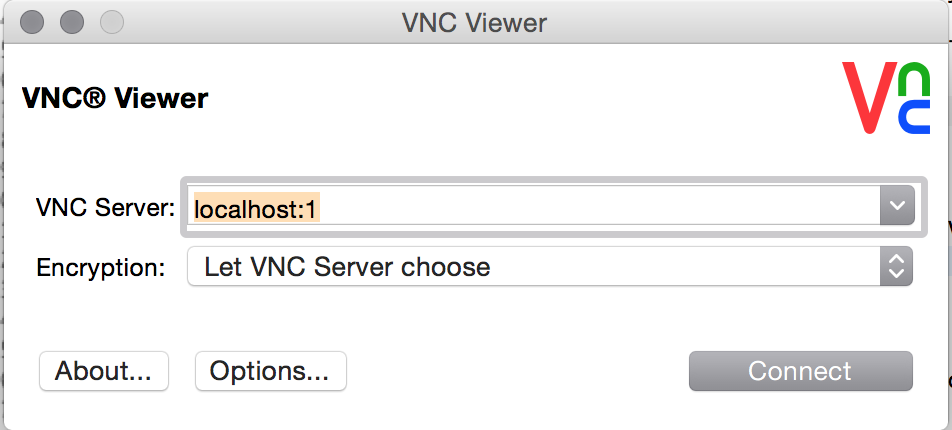 VNC Viewer
VNC® Viewer
Vnc
VNC Server: localhost:1
Encryption: Let VNC Server choose
About... Options... Connect